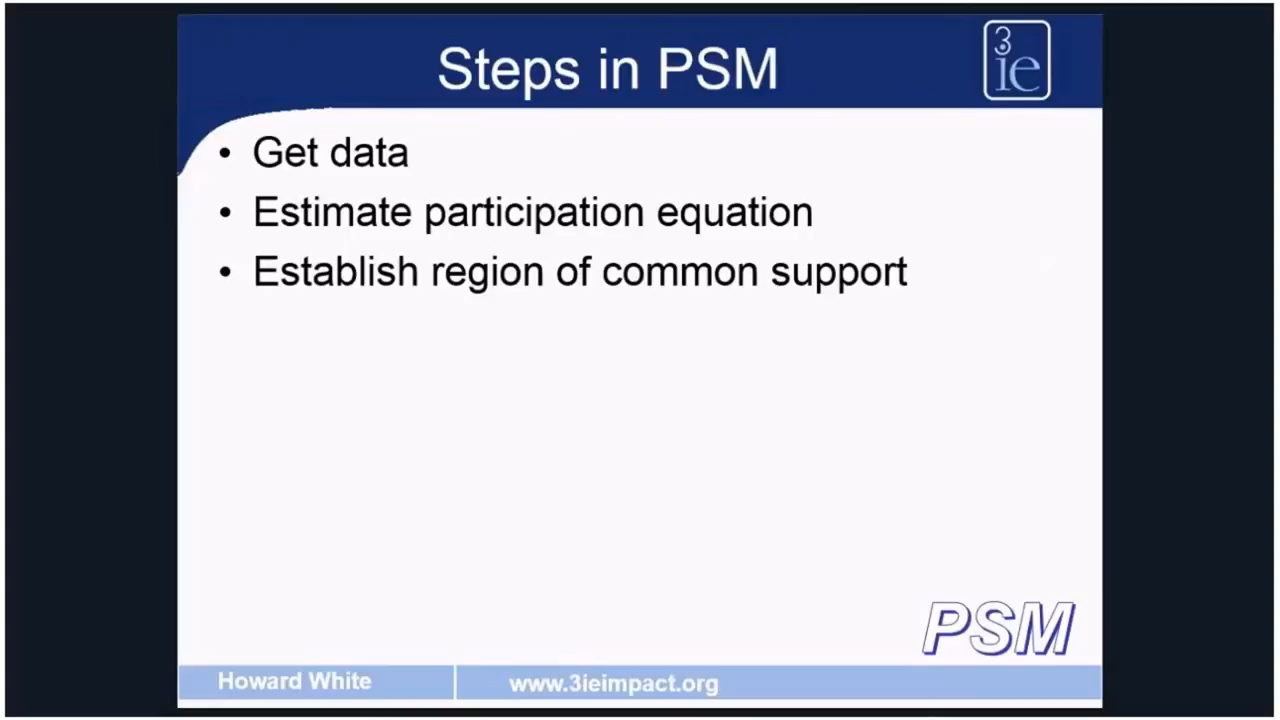 Steps in PSM
3ie
• Get data
• Estimate participation equation
• Establish region of common support
PSM
Howard White
www.3ieimpact.org